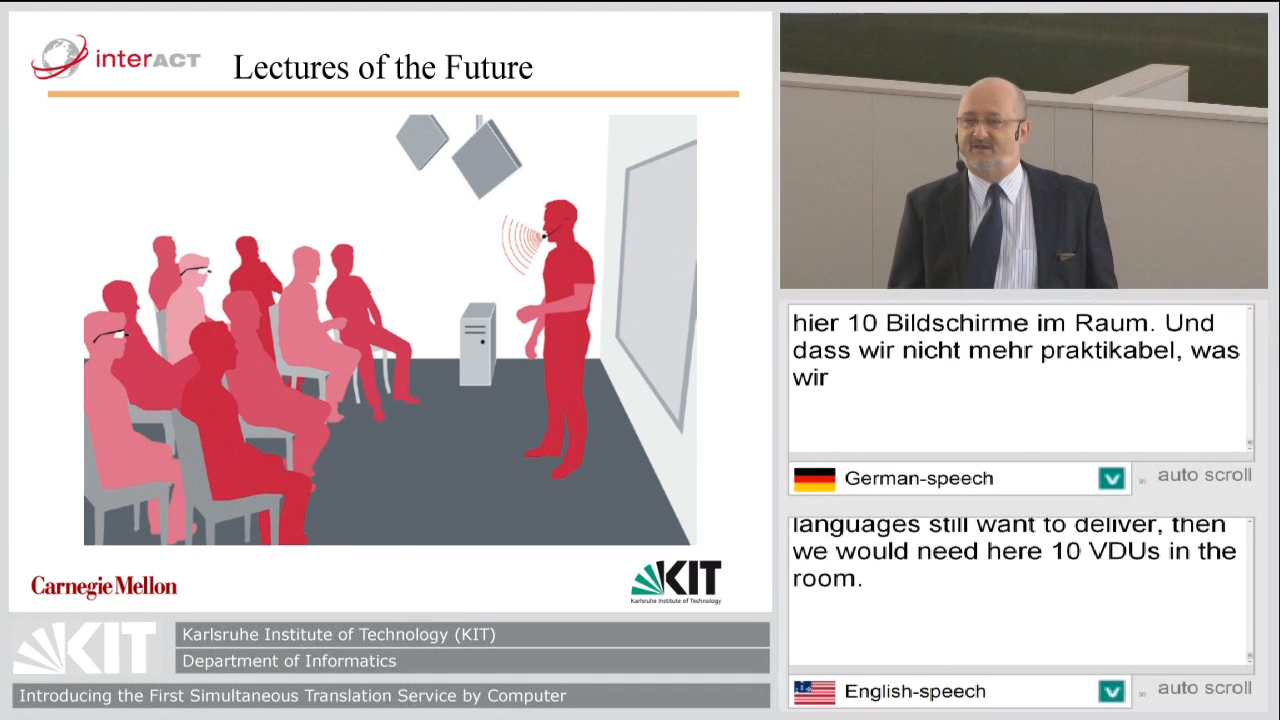 interACT
Lectures of the Future
Carnegie Mellon
KIT
Karlsruhe Institute of Technology
hier 10 Bildschirme im Raum. Und
dass wir nicht mehr praktikabel, was
wir
German-speech
auto scroll
languages still want to deliver, then
we would need here 10 VDUs in the
room.
English-speech
auto scroll
KIT
Karlsruhe Institute of Technology (KIT)
Department of Informatics
Introducing the First Simultaneous Translation Service by Computer